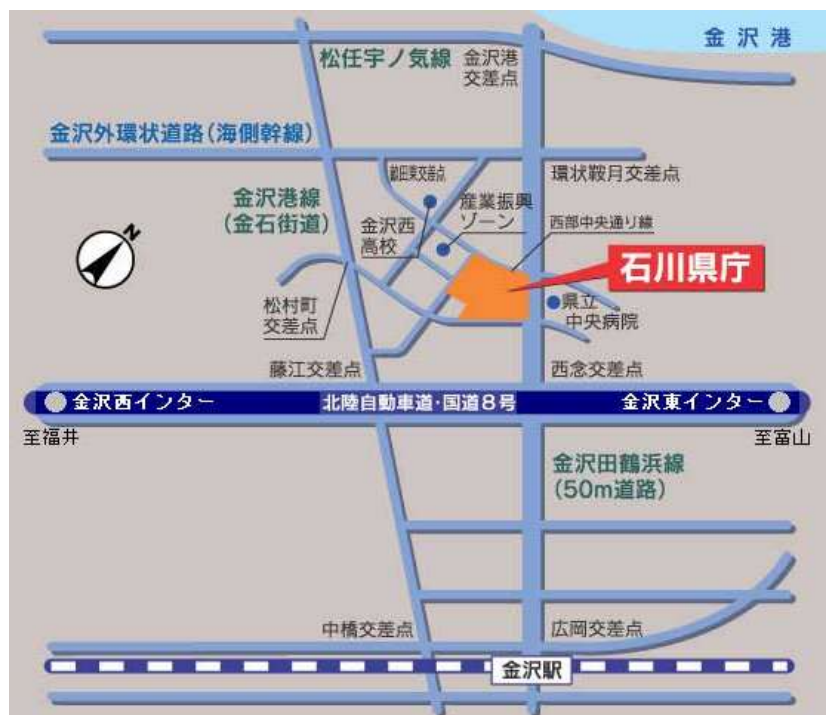 金沢港
松任宇ノ気線
金沢港
交差点
金沢外環状道路(海側幹線)
畝田東交差点
環状鞍月交差点
金沢港線
(金石街道)
金沢西
高校
産業振興
ゾーン
西部中央通り線
石川県庁
N
松村町
交差点
県立
中央病院
藤江交差点
西念交差点
金沢西インター
北陸自動車道・国道8号
金沢東インター
至福井
至富山
金沢田鶴浜線
(50m道路)
中橋交差点
広岡交差点
金沢駅